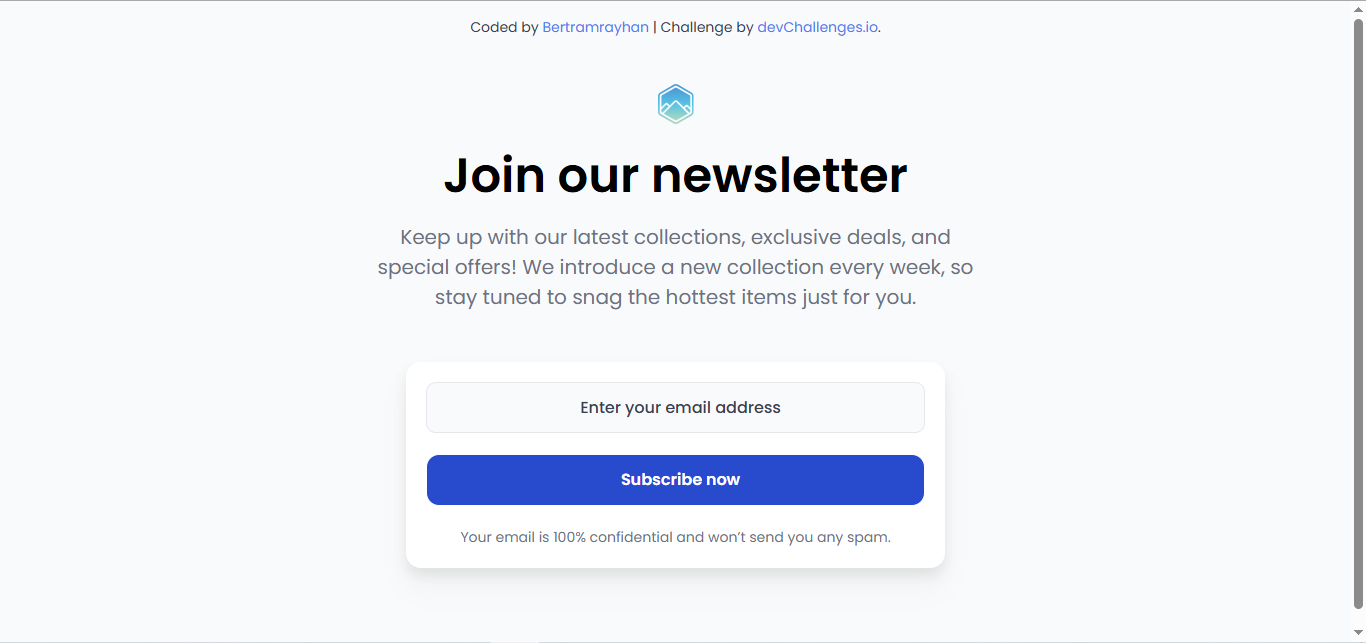 Coded by Bertramrayhan | Challenge by devChallenges.io.
Join our newsletter
Keep up with our latest collections, exclusive deals, and
special offers! We introduce a new collection every week, so
stay tuned to snag the hottest items just for you.
Enter your email address
Subscribe now
Your email is 100% confidential and won’t send you any spam.